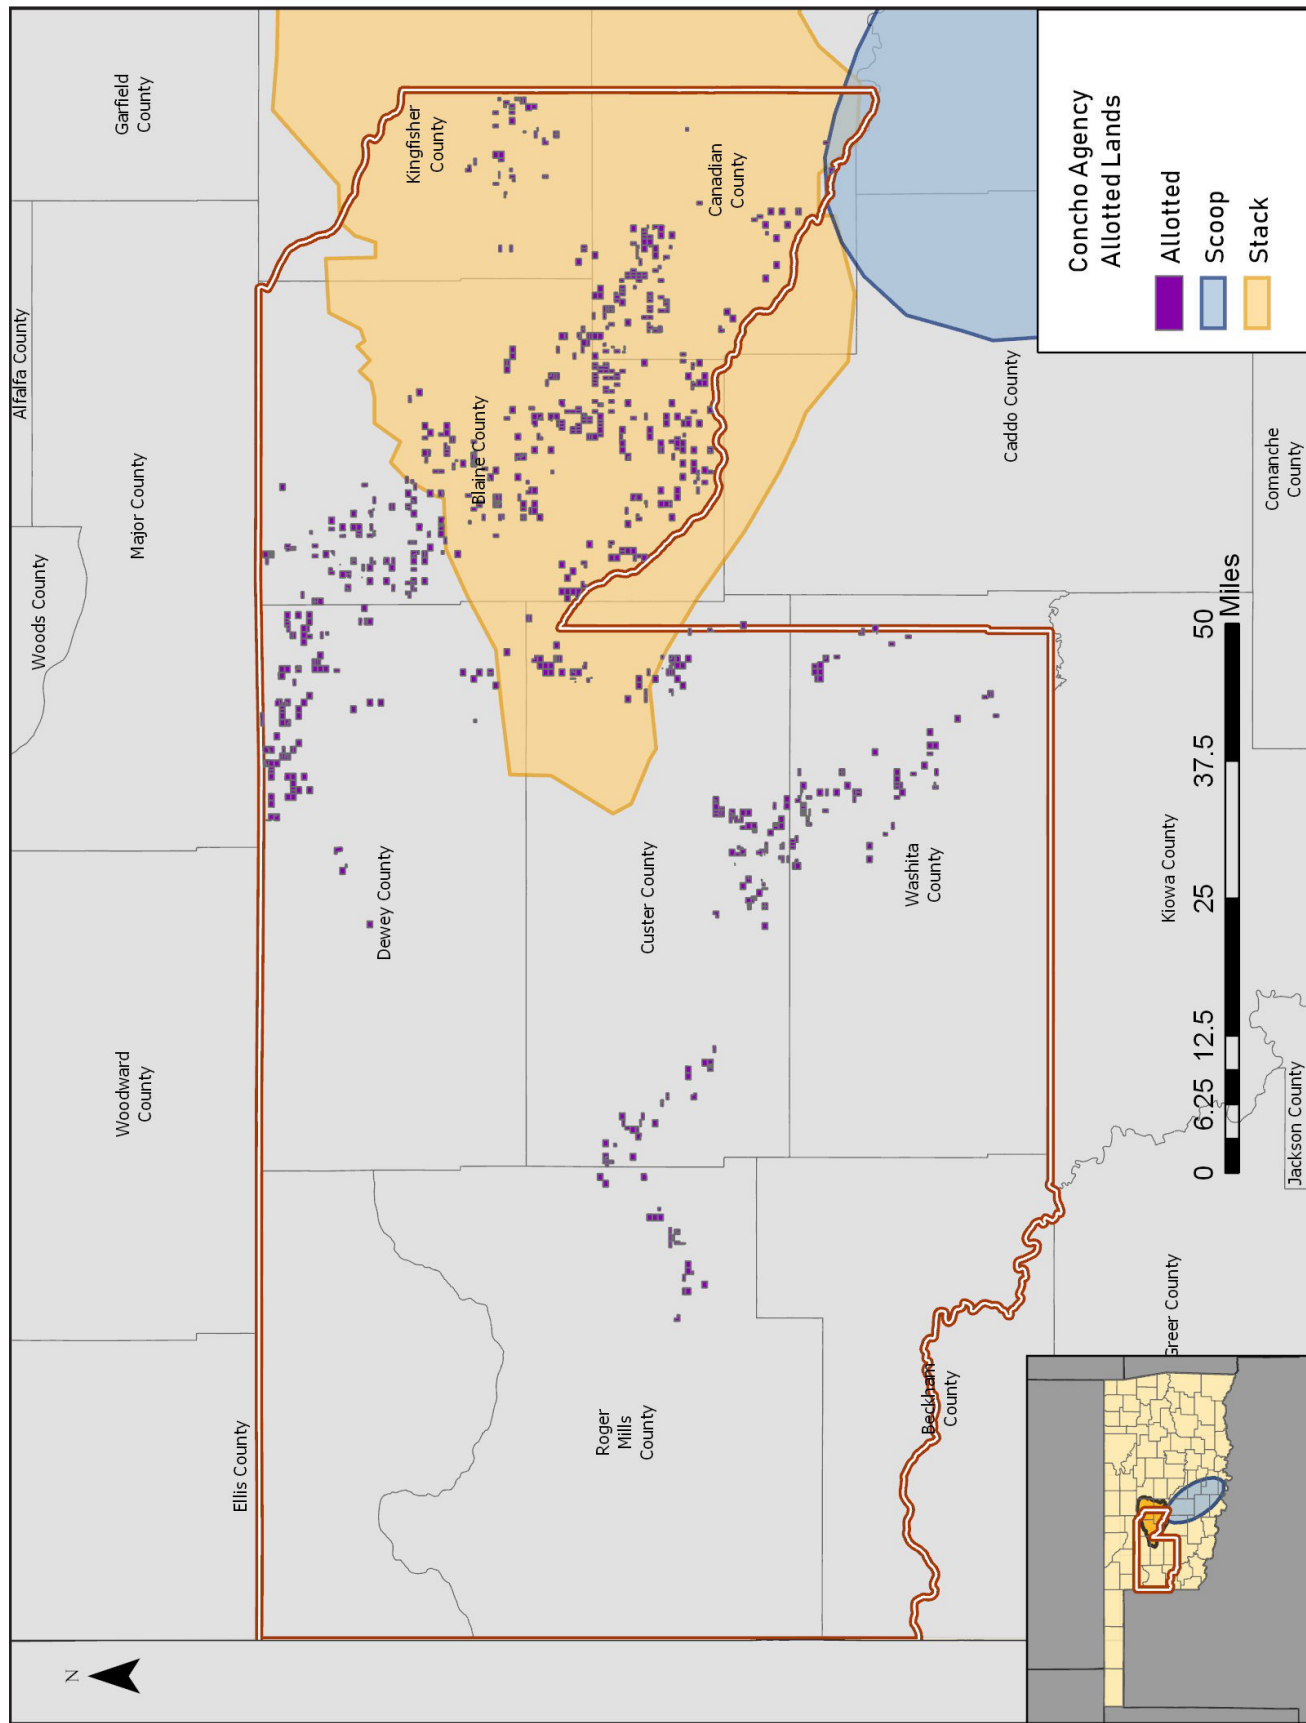 N
Ellis County
Woodward
County
Woods County
Major County
Alfalfa County
Garfield
County
Dewey County
Blaine County
Kingfisher
County
Roger
Mills
County
Custer County
Canadian
County
Beckham
County
Washita
County
Caddo County
Greer County
Kiowa County
Jackson County
Comanche
County
0
6.25
12.5
25
37.5
50
Miles
Concho Agency
Allotted Lands
Allotted
Scoop
Stack